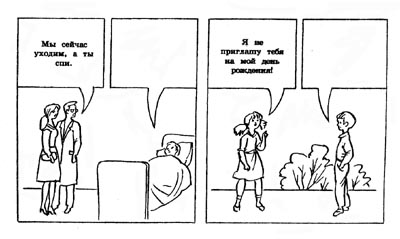 Мы сейчас
уходим, а ты
спи.
Я не
приглашу тебя
на мой день
рождения!